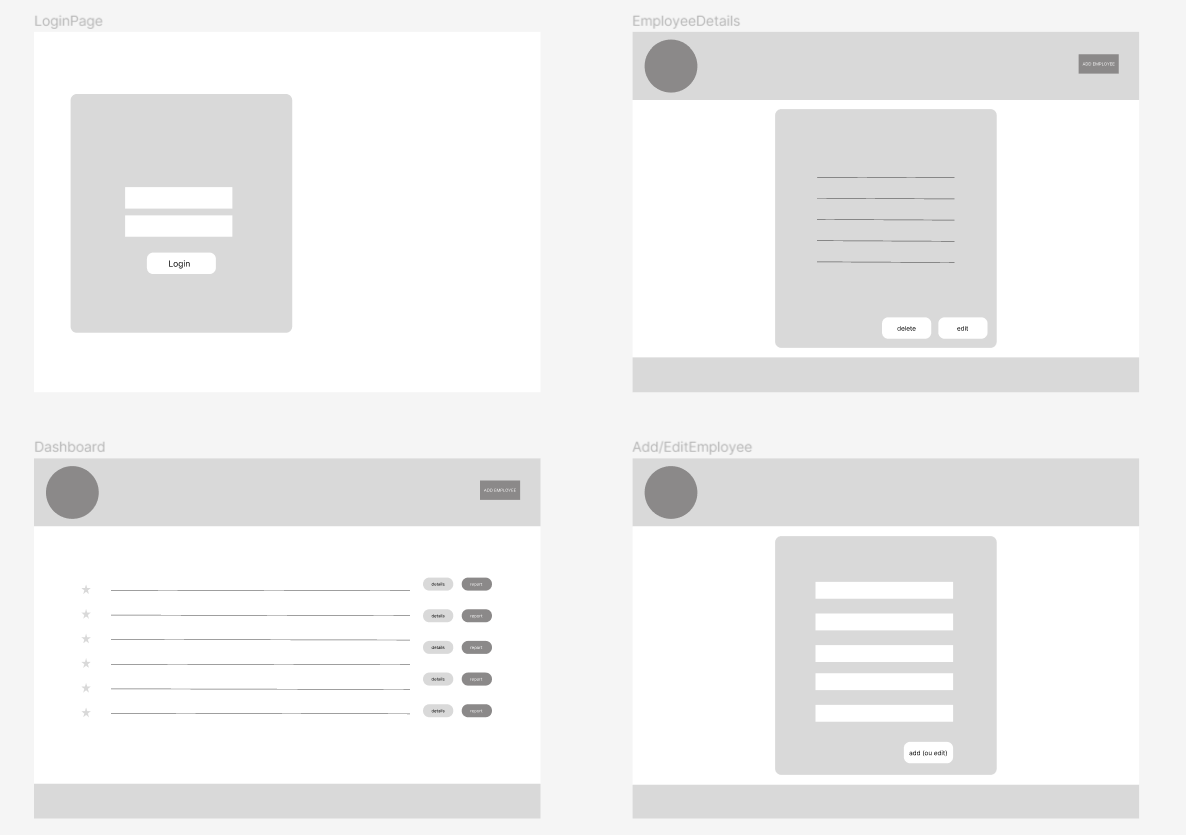 LoginPage
Login
EmployeeDetails
ADD EMPLOYEE
delete
edit
Dashboard
ADD EMPLOYEE
details
report
details
report
details
report
details
report
details
report
Add/EditEmployee
add (ou edit)